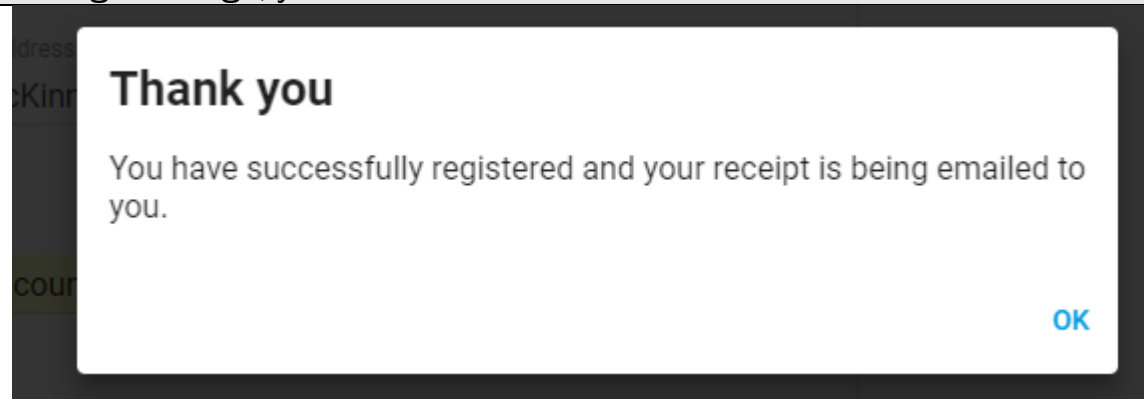 Thank you
You have successfully registered and your receipt is being emailed to
you.
OK